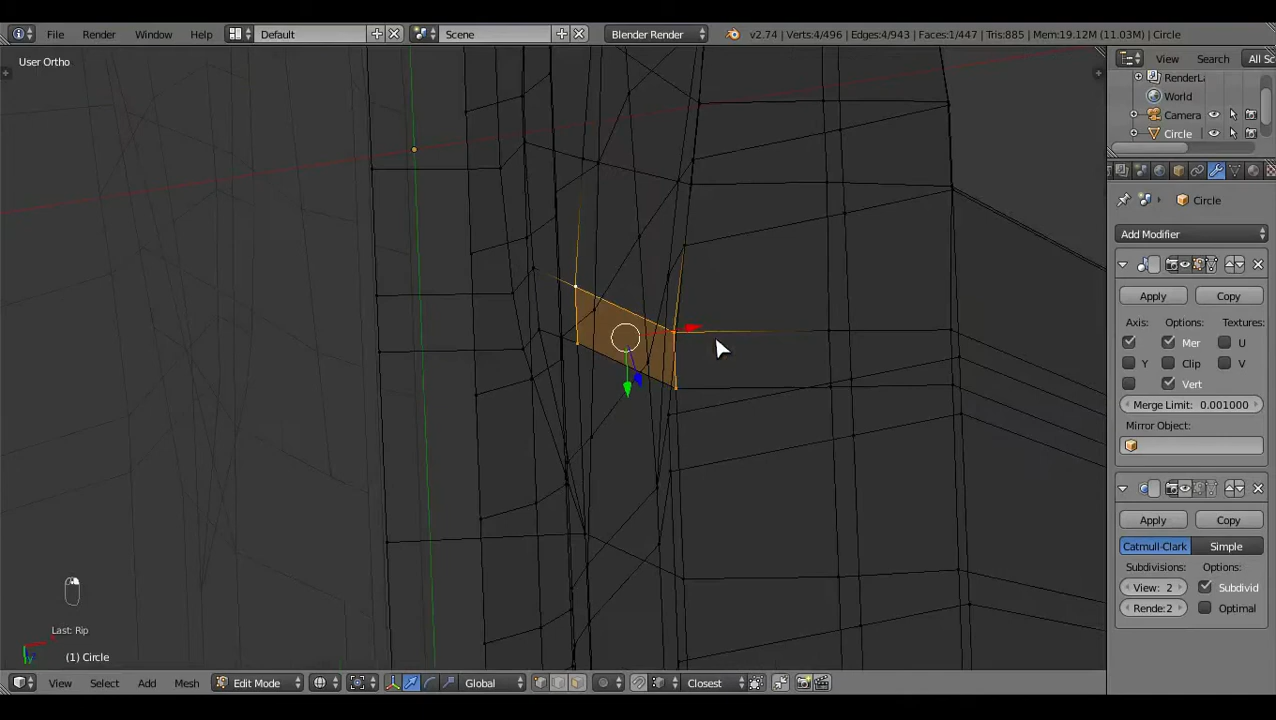 File Render Window Help Default Scene Blender Render v2.74 | Verts:4/496 | Edges:4/943 | Faces:1/447 | Tris:885 | Mem:19.12M (11.03M) | Circle
User Ortho
View Search All Sc
RenderL
World
Camera
Circle
Circle
Add Modifier
Apply Copy
Axis: Options: Textures:
X Mer U
Y Clip V
Vert
Merge Limit: 0.001000
Mirror Object:
Apply Copy
Catmull-Clark Simple
Subdivisions: Options:
View: 2 Subdivid
Rende:2 Optimal
Last: Rip
(1) Circle
View Select Add Mesh Edit Mode Global Closest